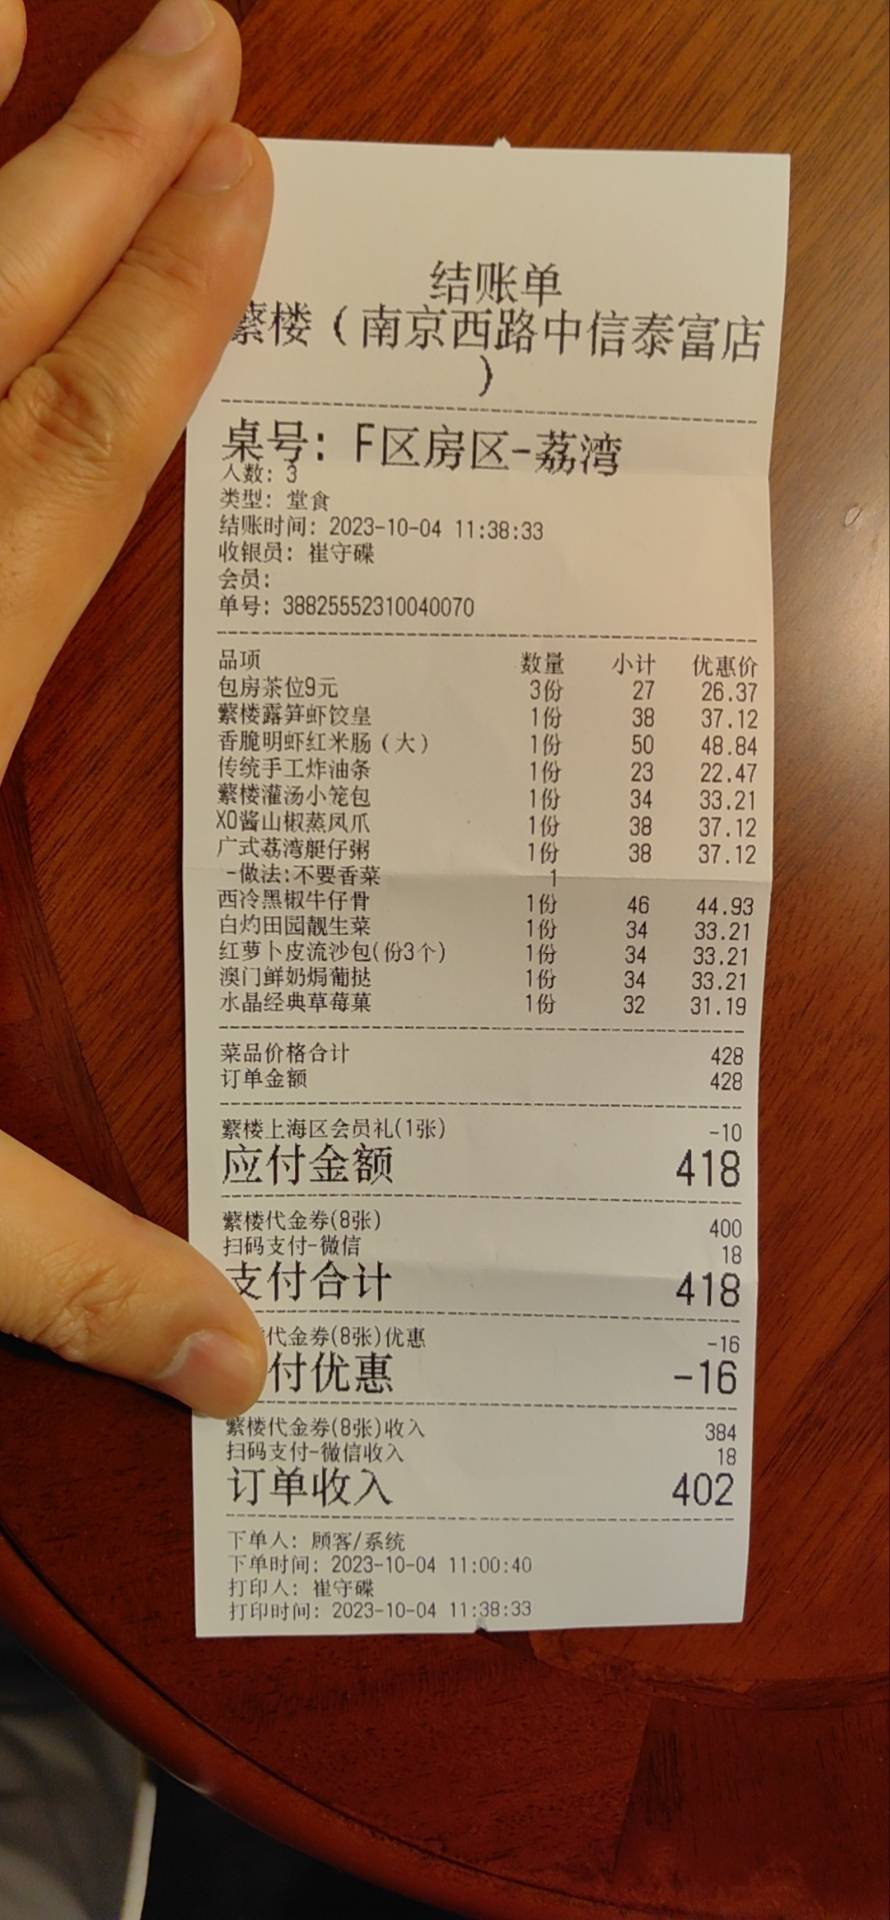 结账单
蘩楼（南京西路中信泰富店
）
桌号: F区房区-荔湾
人数: 3
类型: 堂食
结账时间: 2023-10-04 11:38:33
收银员: 崔守碟
会员:
单号: 38825552310040070
品项 数量 小计 优惠价
包房茶位9元 3份 27 26.37
蘩楼露笋虾饺皇 1份 38 37.12
香脆明虾红米肠（大） 1份 50 48.84
传统手工炸油条 1份 23 22.47
蘩楼灌汤小笼包 1份 34 33.21
XO酱山椒蒸凤爪 1份 38 37.12
广式荔湾艇仔粥 1份 38 37.12
-做法:不要香菜 1
西冷黑椒牛仔骨 1份 46 44.93
白灼田园靓生菜 1份 34 33.21
红萝卜皮流沙包(份3个) 1份 34 33.21
澳门鲜奶焗葡挞 1份 34 33.21
水晶经典草莓菓 1份 32 31.19
菜品价格合计 428
订单金额 428
蘩楼上海区会员礼(1张) -10
应付金额 418
蘩楼代金券(8张) 400
扫码支付-微信 18
支付合计 418
代金券(8张)优惠 -16
付优惠 -16
蘩楼代金券(8张)收入 384
扫码支付-微信收入 18
订单收入 402
下单人: 顾客/系统
下单时间: 2023-10-04 11:00:40
打印人: 崔守碟
打印时间: 2023-10-04 11:38:33